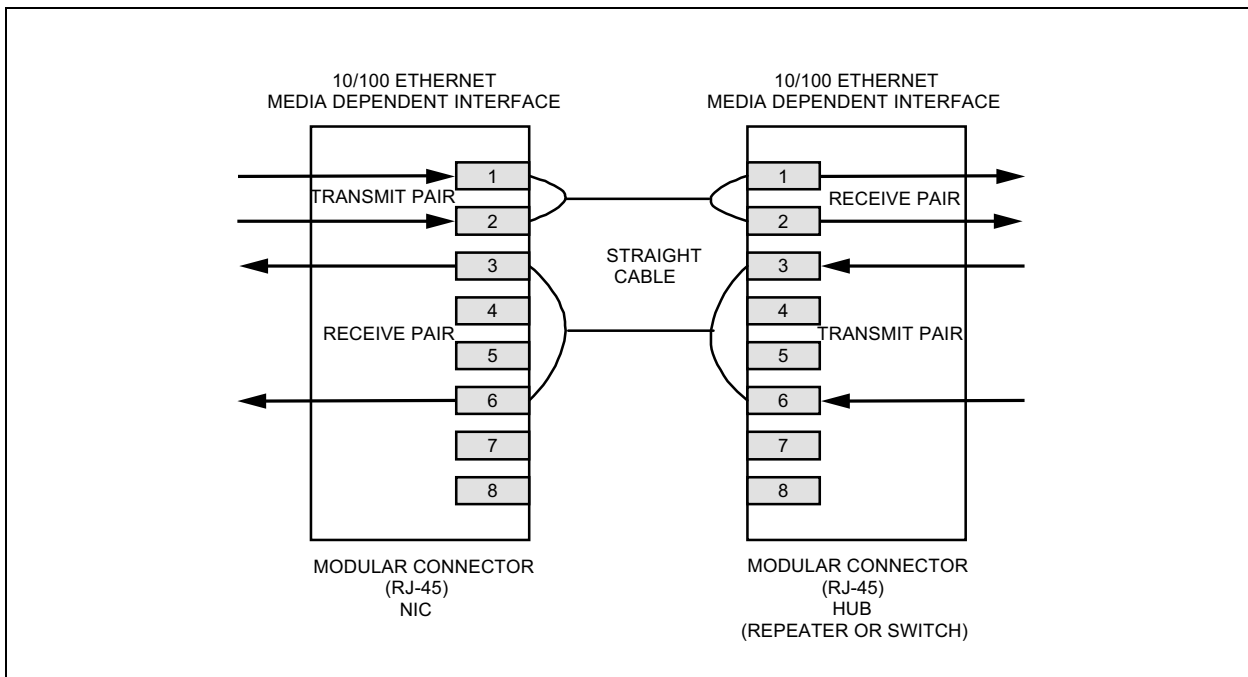 10/100 ETHERNET
MEDIA DEPENDENT INTERFACE
10/100 ETHERNET
MEDIA DEPENDENT INTERFACE
1
TRANSMIT PAIR
2
3
4
RECEIVE PAIR
5
6
7
8
STRAIGHT
CABLE
1
RECEIVE PAIR
2
3
4
TRANSMIT PAIR
5
6
7
8
MODULAR CONNECTOR
(RJ-45)
NIC
MODULAR CONNECTOR
(RJ-45)
HUB
(REPEATER OR SWITCH)